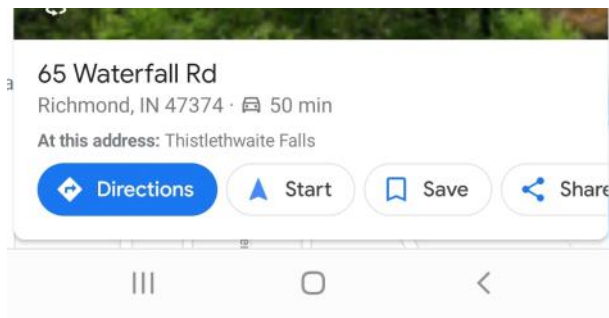 65 Waterfall Rd
Richmond, IN 47374 · 50 min
At this address: Thistlethwaite Falls
Directions Start Save Share